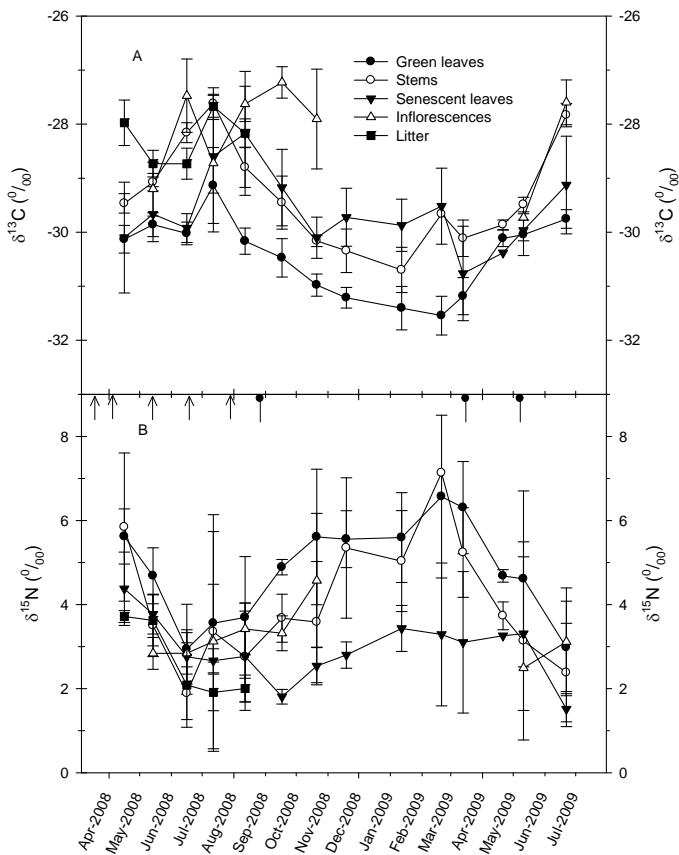 -26
-28
-30
-32
-26
-28
-30
-32
δ13C (0/00)
δ13C (0/00)
A
Green leaves
Stems
Senescent leaves
Inflorescences
Litter
B
8
6
4
2
0
8
6
4
2
0
δ15N (0/00)
δ15N (0/00)
Apr-2008
May-2008
Jun-2008
Jul-2008
Aug-2008
Sep-2008
Oct-2008
Nov-2008
Dec-2008
Jan-2009
Feb-2009
Mar-2009
Apr-2009
May-2009
Jun-2009
Jul-2009